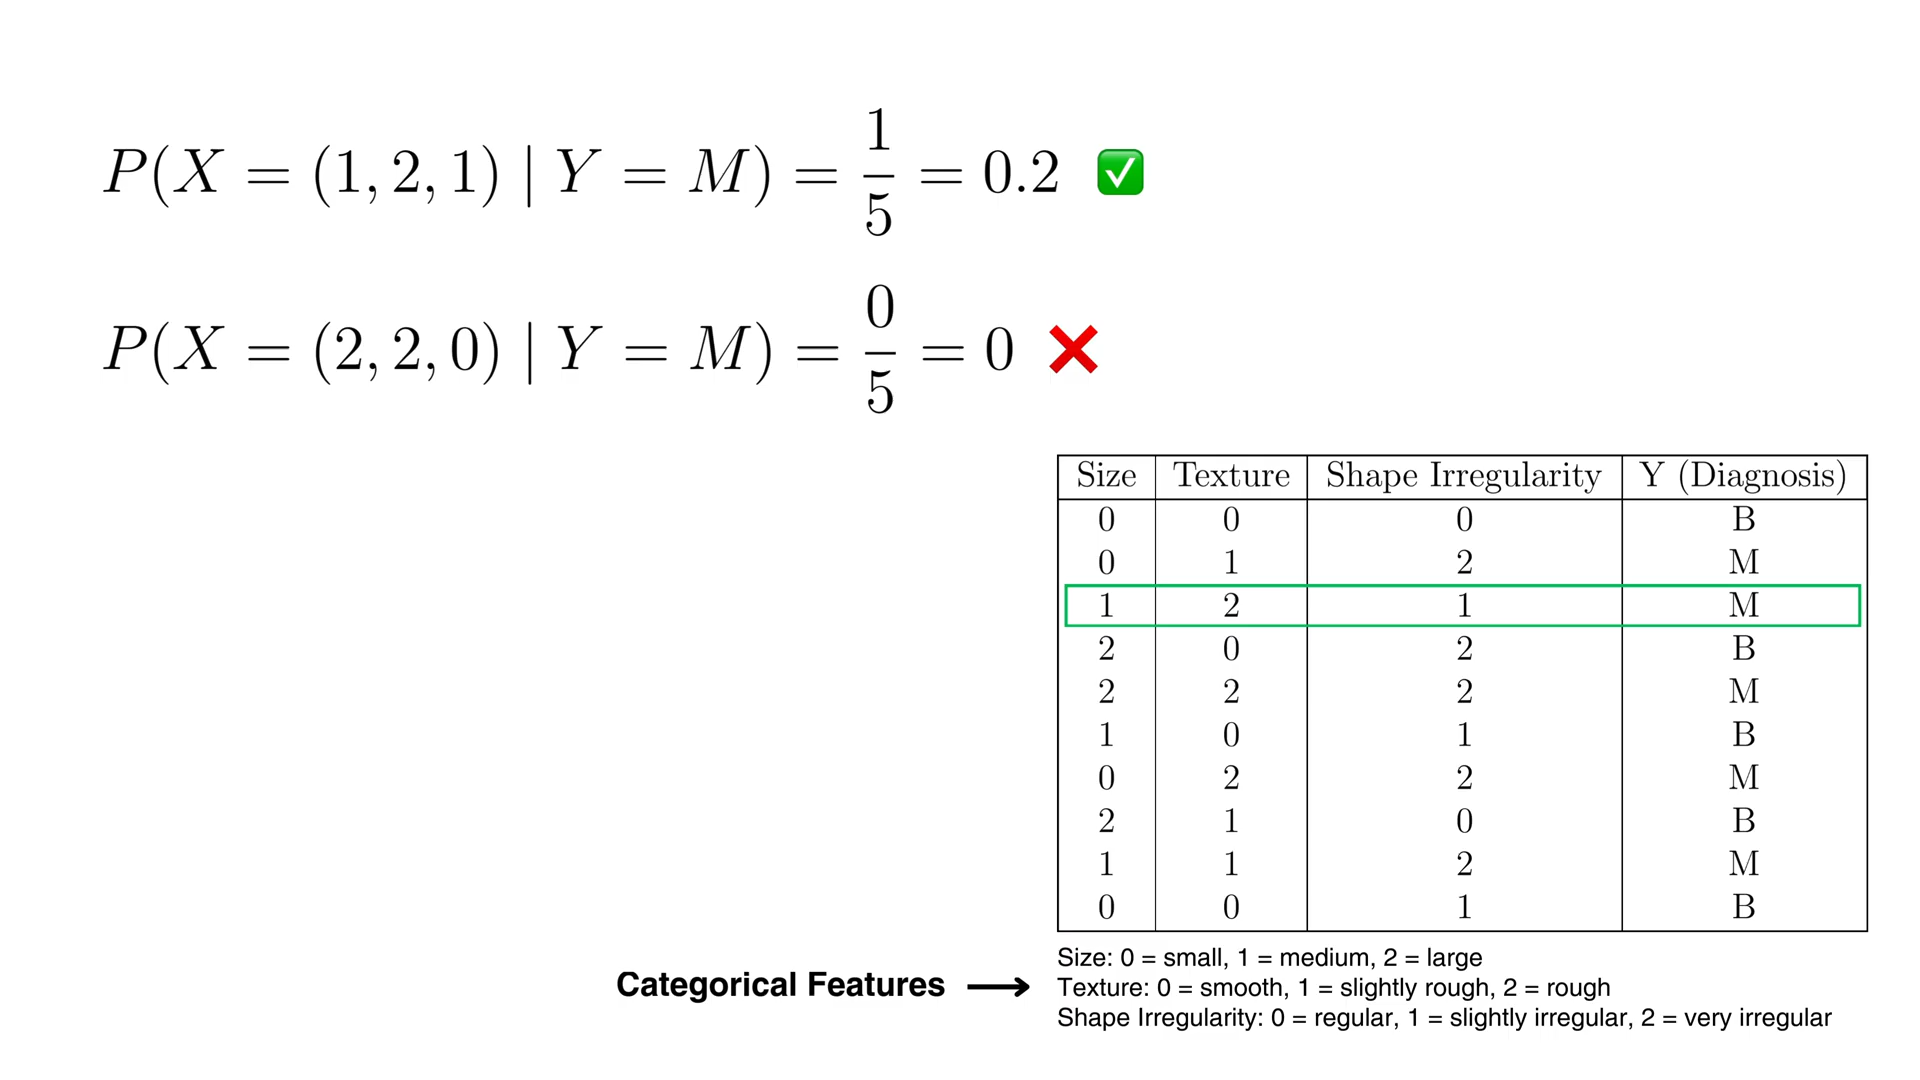 P(X = (1, 2, 1) | Y = M) = 1/5 = 0.2 ✅
P(X = (2, 2, 0) | Y = M) = 0/5 = 0 ❌
Size Texture Shape Irregularity Y (Diagnosis)
0 0 0 B
0 1 2 M
1 2 1 M
2 0 2 B
2 2 2 M
1 0 1 B
0 2 2 M
2 1 0 B
1 1 2 M
0 0 1 B
Categorical Features →
Size: 0 = small, 1 = medium, 2 = large
Texture: 0 = smooth, 1 = slightly rough, 2 = rough
Shape Irregularity: 0 = regular, 1 = slightly irregular, 2 = very irregular